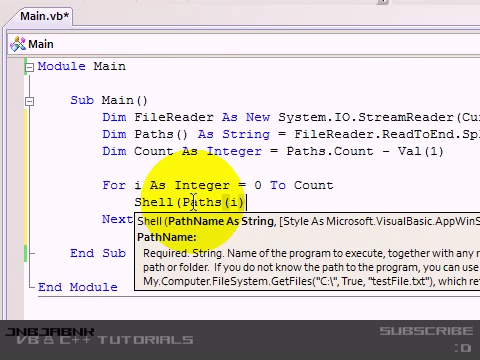 Main.vb*
Main
Module Main
Sub Main()
Dim FileReader As New System.IO.StreamReader(Cu
Dim Paths() As String = FileReader.ReadToEnd.Spl
Dim Count As Integer = Paths.Count - Val(1)
For i As Integer = 0 To Count
Shell(Paths(i)
Next
Shell (PathName As String, [Style As Microsoft.VisualBasic.AppWinS
PathName:
Required. String. Name of the program to execute, together with any r
End Sub
path or folder. If you do not know the path to the program, you can use
My.Computer.FileSystem.GetFiles("C:\", True, "testFile.txt"), which re
End Module
JNBJABNK
VB & C++ TUTORIALS
SUBSCRIBE
:D